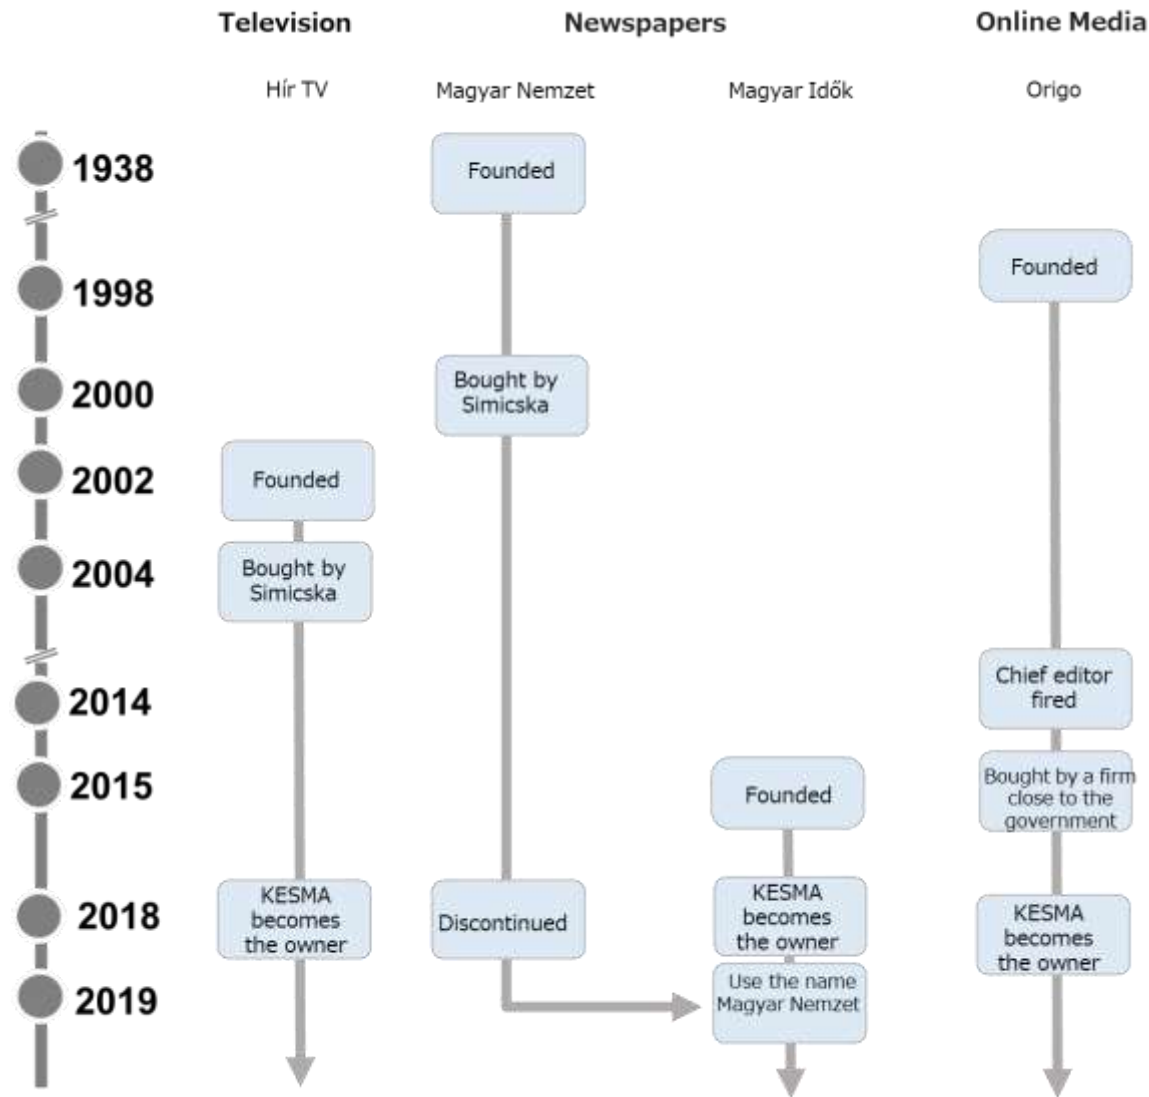 Television
Newspapers
Online Media
Hír TV
Magyar Nemzet
Magyar Idők
Origo
1938
Founded
1998
Founded
2000
Bought by
Simicska
2002
Founded
2004
Bought by
Simicska
2014
Chief editor
fired
2015
Founded
Bought by a firm
close to the
government
2018
KESMA
becomes
the owner
Discontinued
KESMA
becomes
the owner
KESMA
becomes
the owner
2019
Use the name
Magyar Nemzet